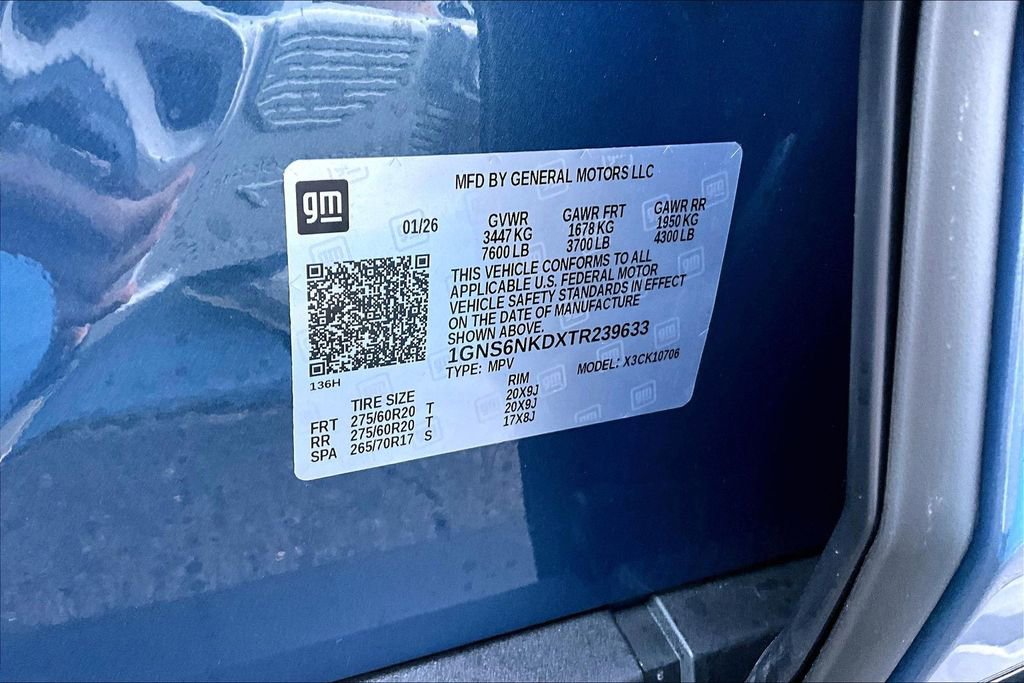 gm
MFD BY GENERAL MOTORS LLC
01/26
GVWR GAWR FRT GAWR RR
3447 KG 1678 KG 1950 KG
7600 LB 3700 LB 4300 LB
THIS VEHICLE CONFORMS TO ALL
APPLICABLE U.S. FEDERAL MOTOR
VEHICLE SAFETY STANDARDS IN EFFECT
ON THE DATE OF MANUFACTURE
SHOWN ABOVE.
1GNS6NKDXTR239633
TYPE: MPV MODEL: X3CK10706
136H
TIRE SIZE RIM
FRT 275/60R20 T 20X9J
RR 275/60R20 T 20X9J
SPA 265/70R17 S 17X8J